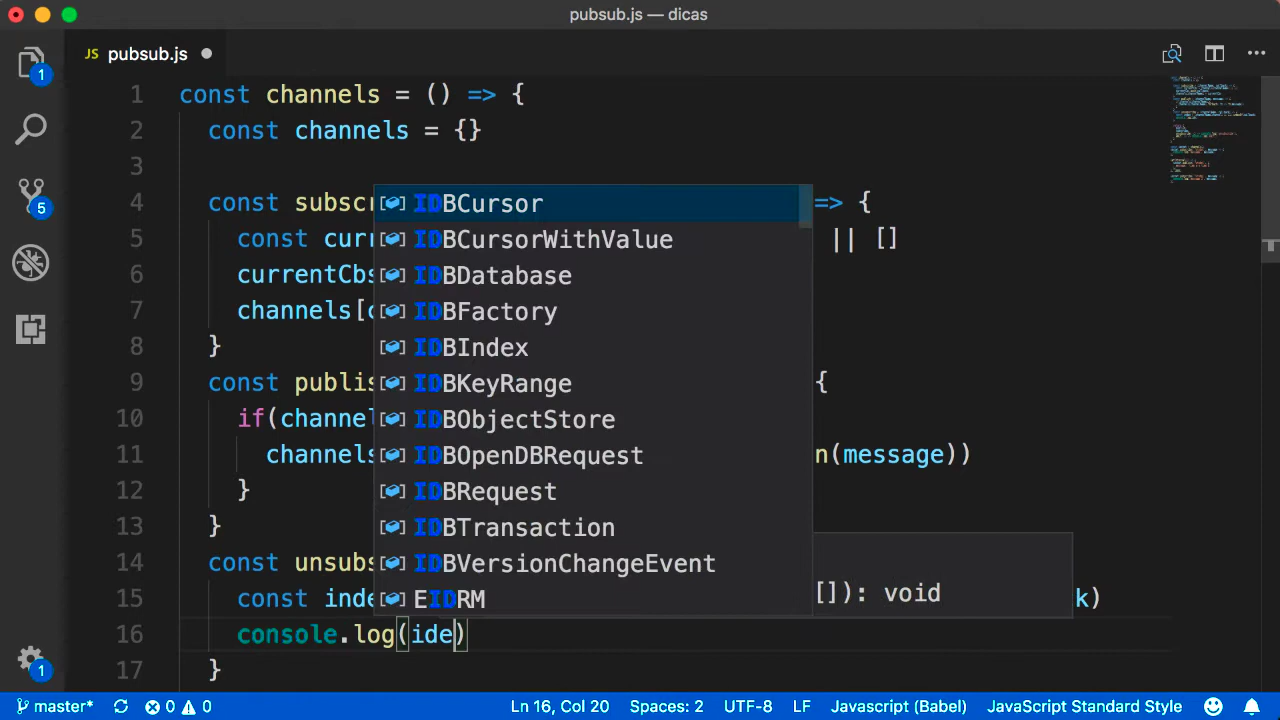 pubsub.js — dicas
JS pubsub.js
1 const channels = () => {
2 const channels = {}
3
4 const subscr => {
5 const curr || []
6 currentCbs
7 channels[
8 }
9 const publis {
10 if(channel
11 channels n(message))
12 }
13 }
14 const unsubs
15 const inde k)
16 console.log(ide)
17 }
IDBCursor
IDBCursorWithValue
IDBDatabase
IDBFactory
IDBIndex
IDBKeyRange
IDBObjectStore
IDBOpenDBRequest
IDBRequest
IDBTransaction
IDBVersionChangeEvent
EIDRM
[]): void
1
5
1
master* 0 0 Ln 16, Col 20 Spaces: 2 UTF-8 LF Javascript (Babel) JavaScript Standard Style